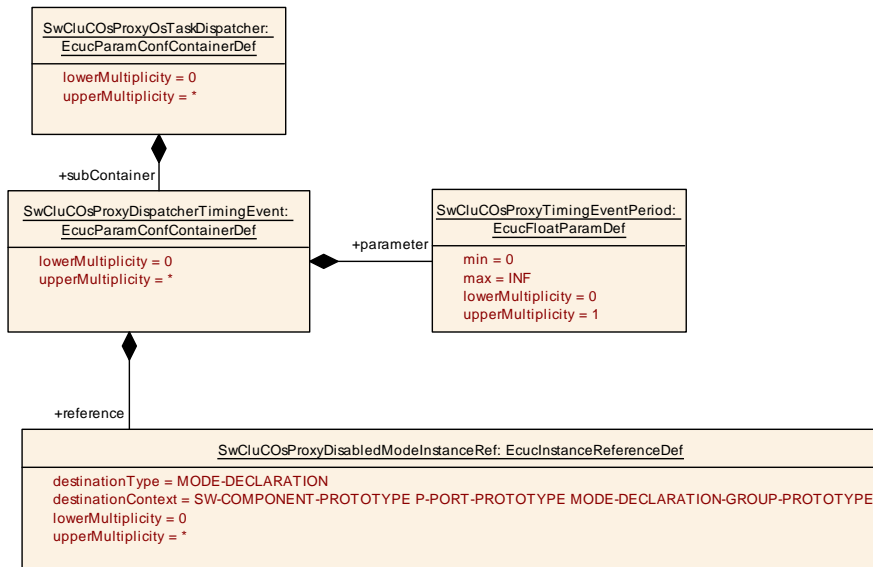 SwCluCOsProxyOsTaskDispatcher:
EcucParamConfContainerDef
lowerMultiplicity = 0
upperMultiplicity = *
+subContainer
SwCluCOsProxyDispatcherTimingEvent:
EcucParamConfContainerDef
lowerMultiplicity = 0
upperMultiplicity = *
+parameter
SwCluCOsProxyTimingEventPeriod:
EcucFloatParamDef
min = 0
max = INF
lowerMultiplicity = 0
upperMultiplicity = 1
+reference
SwCluCOsProxyDisabledModeInstanceRef: EcucInstanceReferenceDef
destinationType = MODE-DECLARATION
destinationContext = SW-COMPONENT-PROTOTYPE P-PORT-PROTOTYPE MODE-DECLARATION-GROUP-PROTOTYPE
lowerMultiplicity = 0
upperMultiplicity = *